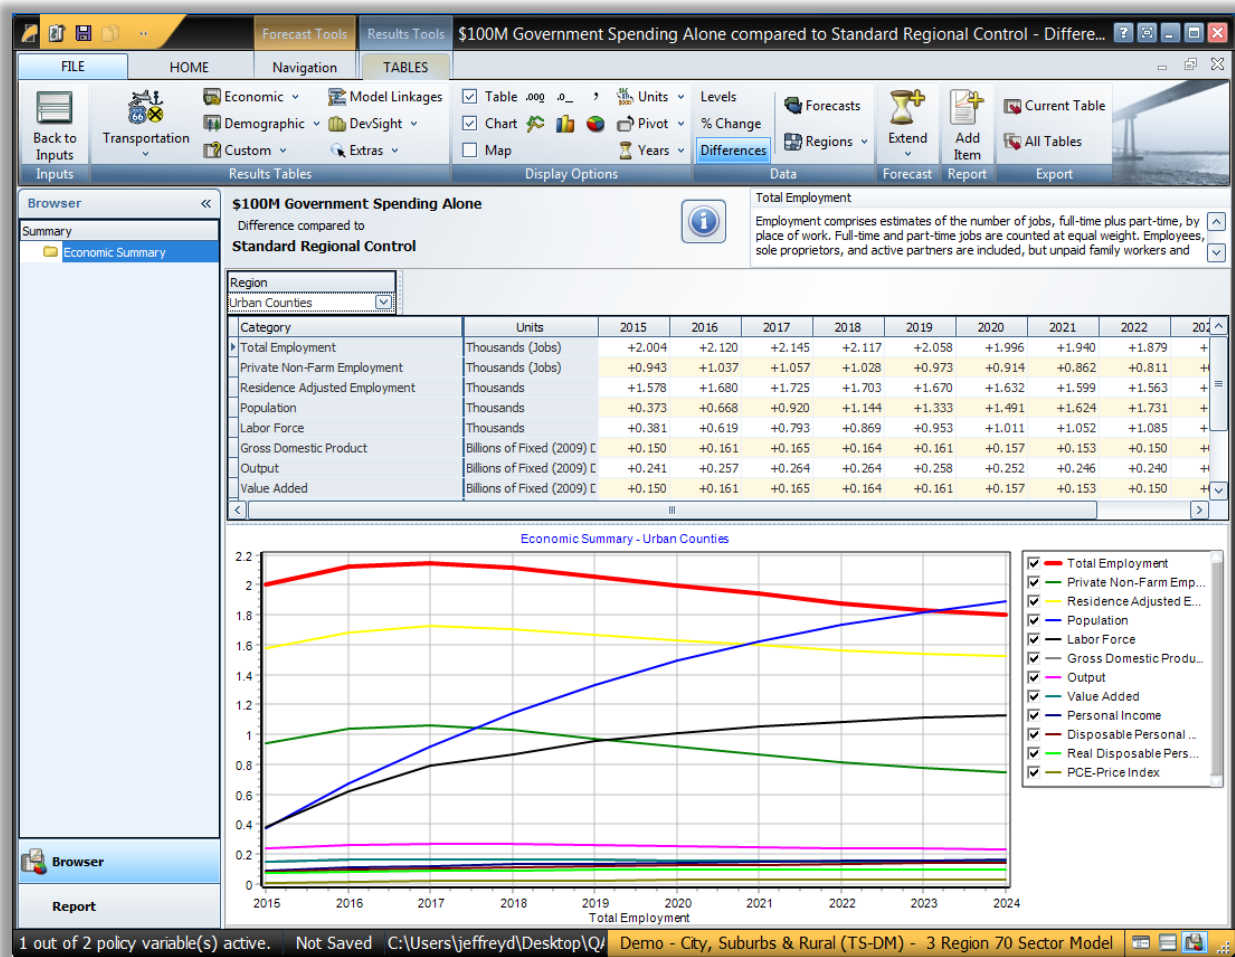 Forecast Tools Results Tools $100M Government Spending Alone compared to Standard Regional Control - Differe...
FILE HOME Navigation TABLES
Economic Model Linkages Table .000 .0_ , Units Levels
Forecasts Current Table
Back to Inputs Transportation Demographic DevSight Chart Pivot % Change Extend Add Item All Tables
Custom Extras Map Years Differences Regions
Inputs Results Tables Display Options Data Forecast Report Export
Browser «
Summary
Economic Summary
$100M Government Spending Alone
Difference compared to
Standard Regional Control
Total Employment
Employment comprises estimates of the number of jobs, full-time plus part-time, by
place of work. Full-time and part-time jobs are counted at equal weight. Employees,
sole proprietors, and active partners are included, but unpaid family workers and
Region
Urban Counties
Category Units 2015 2016 2017 2018 2019 2020 2021 2022 202
Total Employment Thousands (Jobs) +2.004 +2.120 +2.145 +2.117 +2.058 +1.996 +1.940 +1.879 +
Private Non-Farm Employment Thousands (Jobs) +0.943 +1.037 +1.057 +1.028 +0.973 +0.914 +0.862 +0.811 +
Residence Adjusted Employment Thousands +1.578 +1.680 +1.725 +1.703 +1.670 +1.632 +1.599 +1.563 +
Population Thousands +0.373 +0.668 +0.920 +1.144 +1.333 +1.491 +1.624 +1.731 +
Labor Force Thousands +0.381 +0.619 +0.793 +0.869 +0.953 +1.011 +1.052 +1.085 +
Gross Domestic Product Billions of Fixed (2009) D +0.150 +0.161 +0.165 +0.164 +0.161 +0.157 +0.153 +0.150 +
Output Billions of Fixed (2009) D +0.241 +0.257 +0.264 +0.264 +0.258 +0.252 +0.246 +0.240 +
Value Added Billions of Fixed (2009) D +0.150 +0.161 +0.165 +0.164 +0.161 +0.157 +0.153 +0.150 +
Economic Summary - Urban Counties
2.2
2
1.8
1.6
1.4
1.2
1
0.8
0.6
0.4
0.2
0
2015 2016 2017 2018 2019 2020 2021 2022 2023 2024
Total Employment
Total Employment
Private Non-Farm Emp...
Residence Adjusted E...
Population
Labor Force
Gross Domestic Produ...
Output
Value Added
Personal Income
Disposable Personal ...
Real Disposable Pers...
PCE-Price Index
Browser
Report
1 out of 2 policy variable(s) active. Not Saved C:\Users\jeffreyd\Desktop\QA Demo - City, Suburbs & Rural (TS-DM) - 3 Region 70 Sector Model